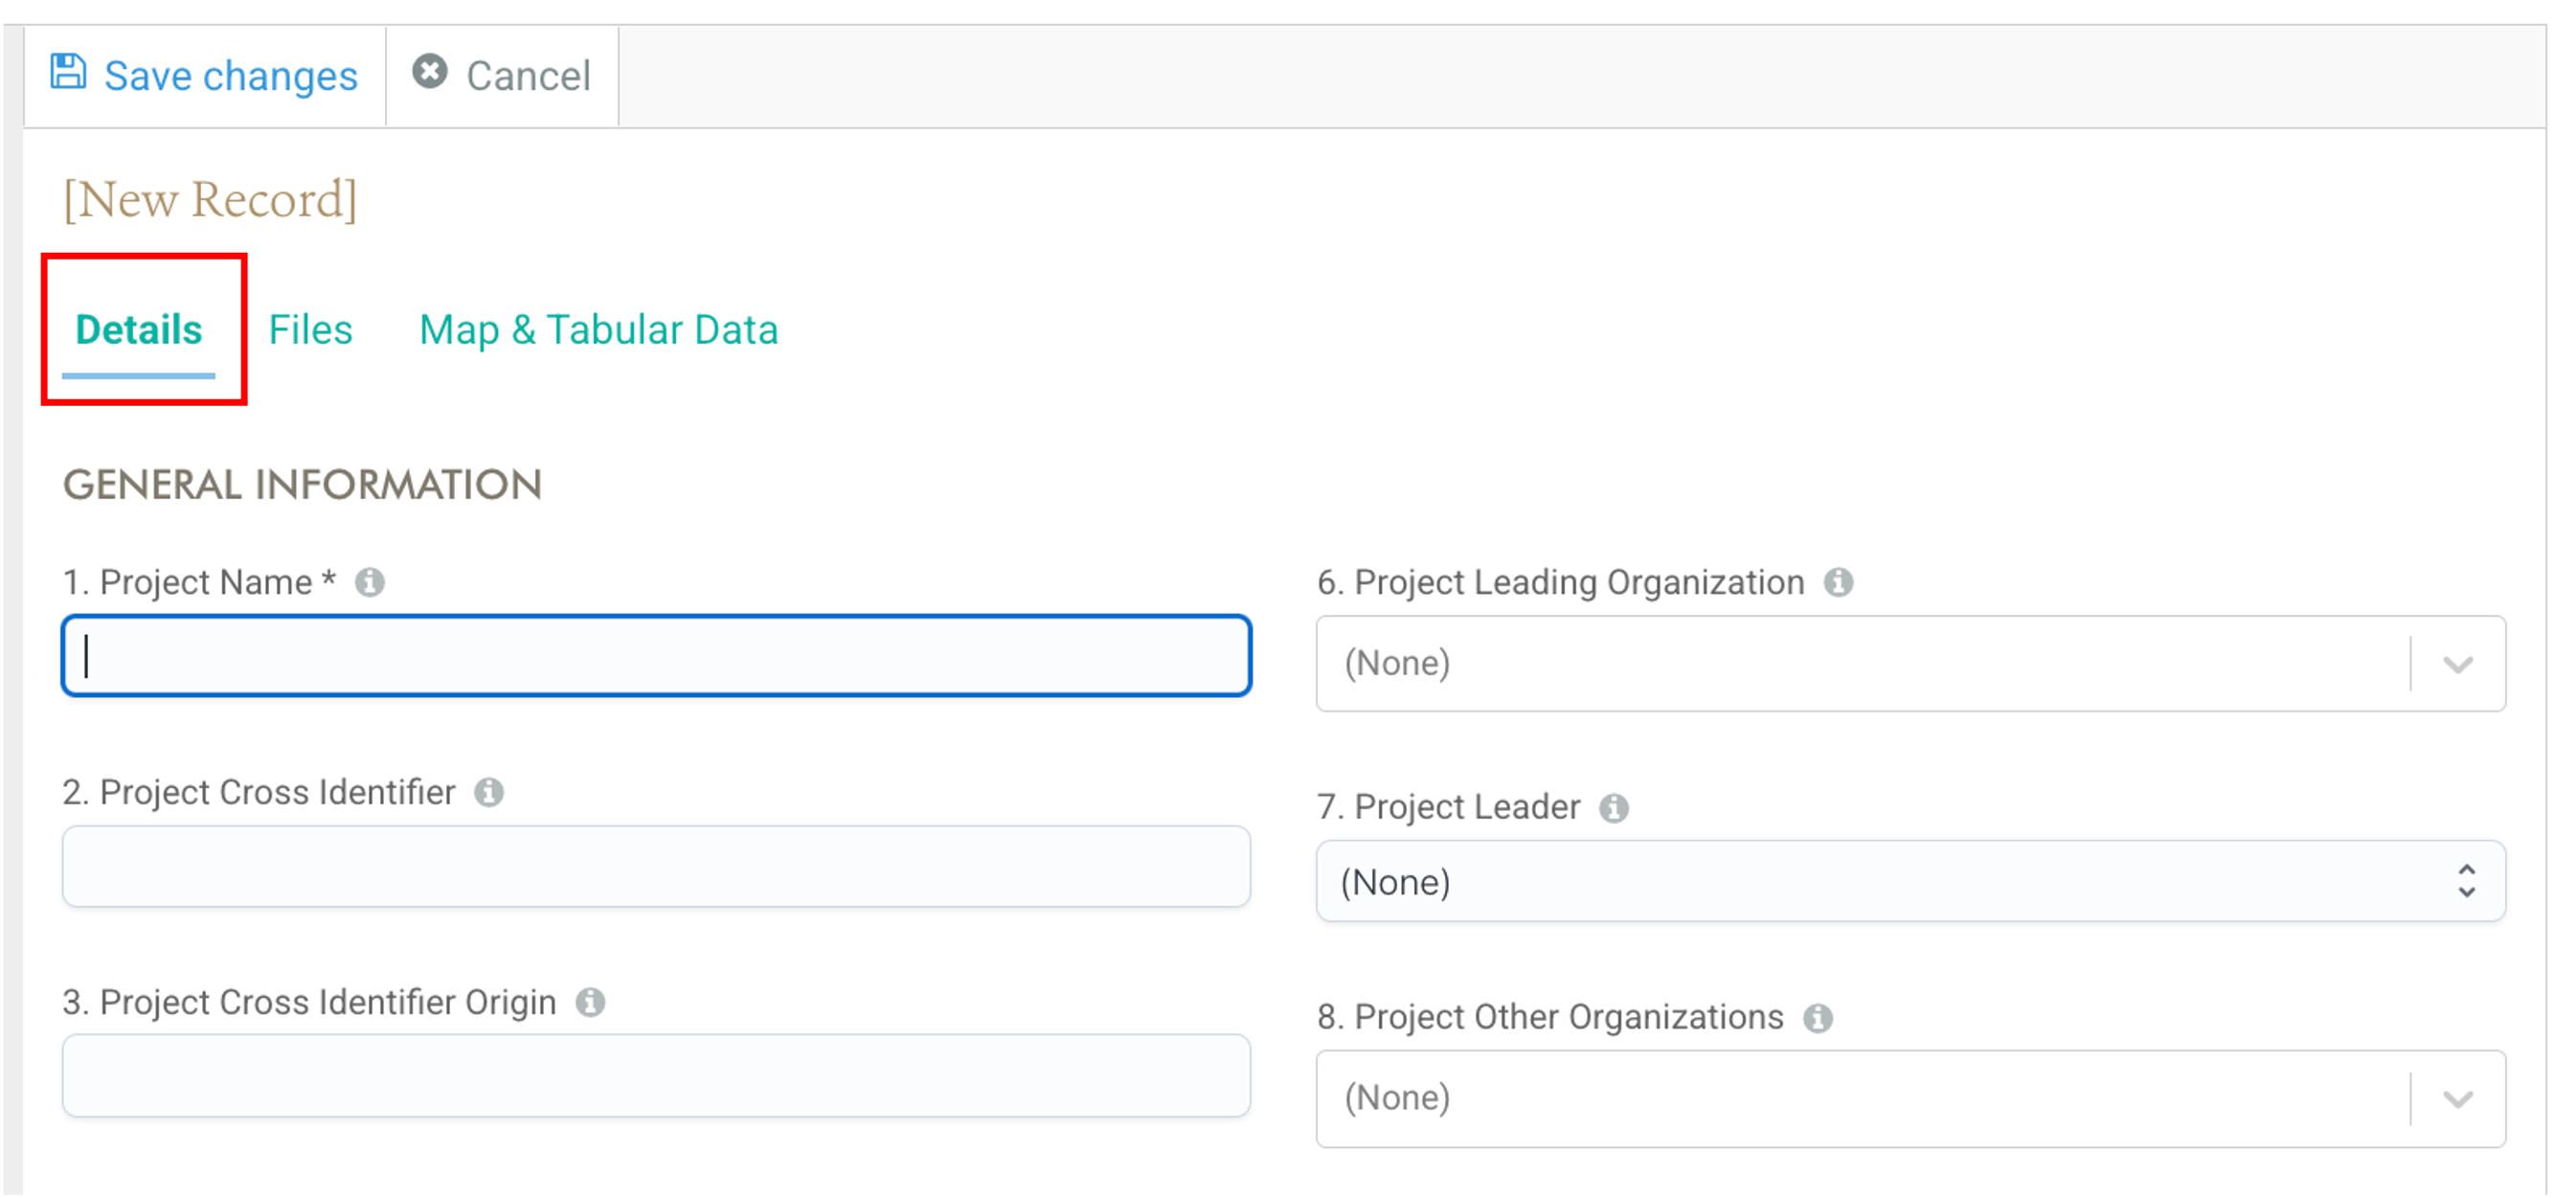 Save changes
Cancel
[New Record]
Details
Files
Map & Tabular Data
GENERAL INFORMATION
1. Project Name *
2. Project Cross Identifier
3. Project Cross Identifier Origin
6. Project Leading Organization
(None)
7. Project Leader
(None)
8. Project Other Organizations
(None)